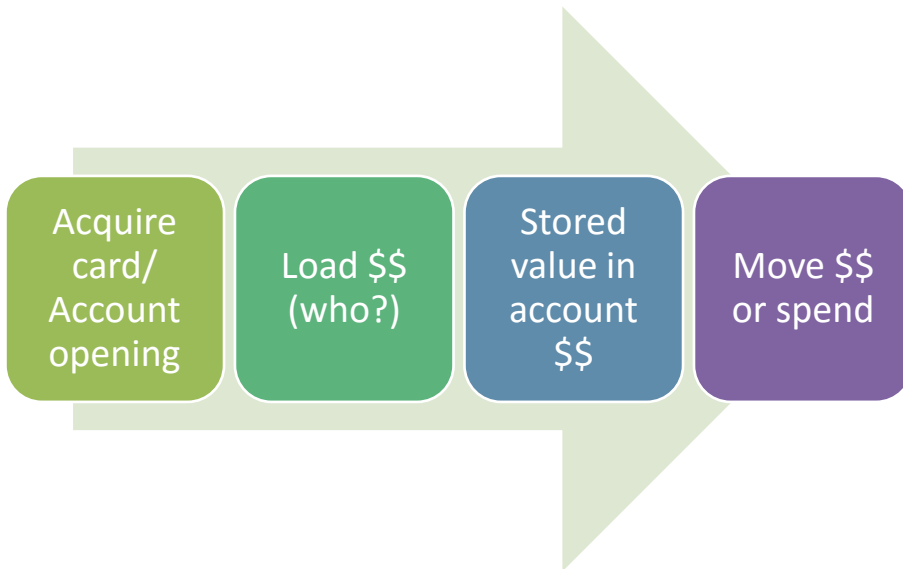 Acquire
card/
Account
opening
Load $$
(who?)
Stored
value in
account
$$
Move $$
or spend